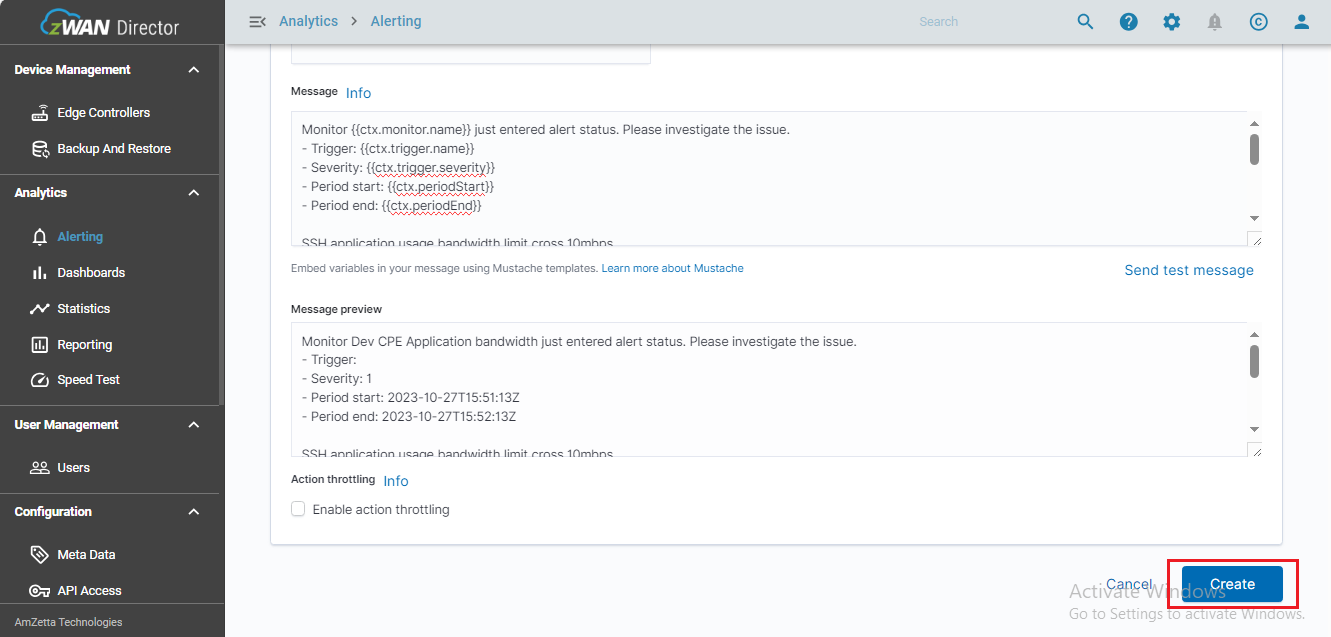 zWAN Director
Analytics > Alerting
Search
Device Management
Edge Controllers
Backup And Restore
Analytics
Alerting
Dashboards
Statistics
Reporting
Speed Test
User Management
Users
Configuration
Meta Data
API Access
AmZetta Technologies
Message Info
Monitor {{ctx.monitor.name}} just entered alert status. Please investigate the issue.
- Trigger: {{ctx.trigger.name}}
- Severity: {{ctx.trigger.severity}}
- Period start: {{ctx.periodStart}}
- Period end: {{ctx.periodEnd}}
SSH application usage bandwidth limit cross 10mbps
Embed variables in your message using Mustache templates. Learn more about Mustache
Send test message
Message preview
Monitor Dev CPE Application bandwidth just entered alert status. Please investigate the issue.
- Trigger:
- Severity: 1
- Period start: 2023-10-27T15:51:13Z
- Period end: 2023-10-27T15:52:13Z
SSH application usage bandwidth limit cross 10mbps
Action throttling Info
Enable action throttling
Cancel Create
Activate Windows
Go to Settings to activate Windows.